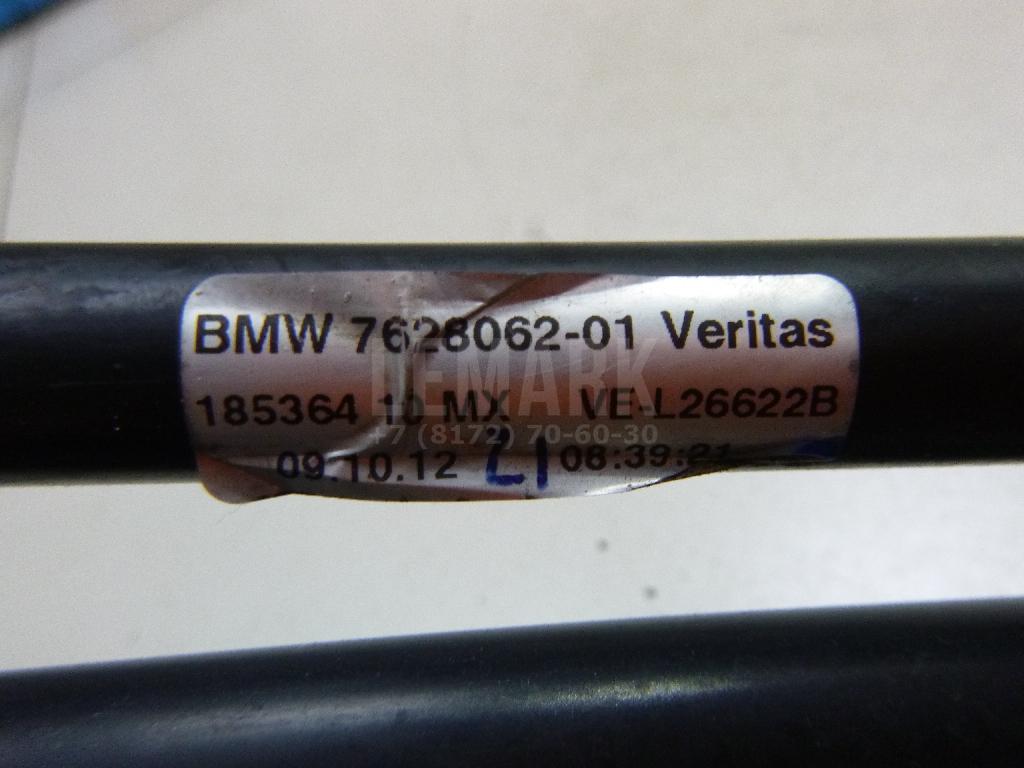 BMW 7628062-01 Veritas
LEMARK
185364 10 MX VE-L26622B
+7 (8172) 70-60-30
09.10.12 21 08:39:21